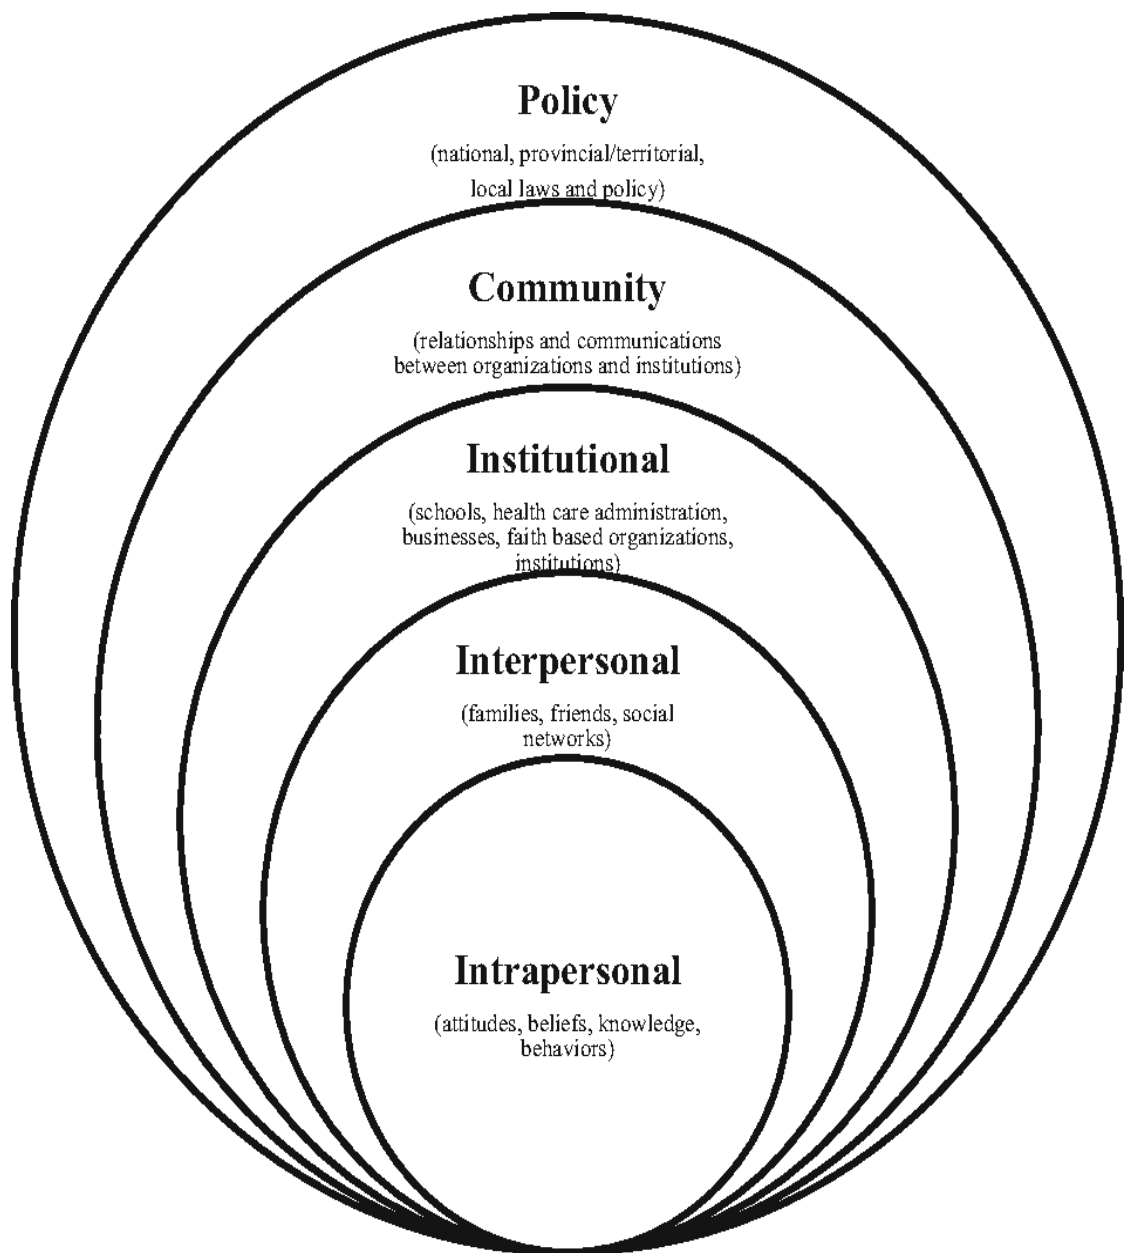 Policy
(national, provincial/territorial,
local laws and policy)
Community
(relationships and communications
between organizations and institutions)
Institutional
(schools, health care administration,
businesses, faith based organizations,
institutions)
Interpersonal
(families, friends, social
networks)
Intrapersonal
(attitudes, beliefs, knowledge,
behaviors)